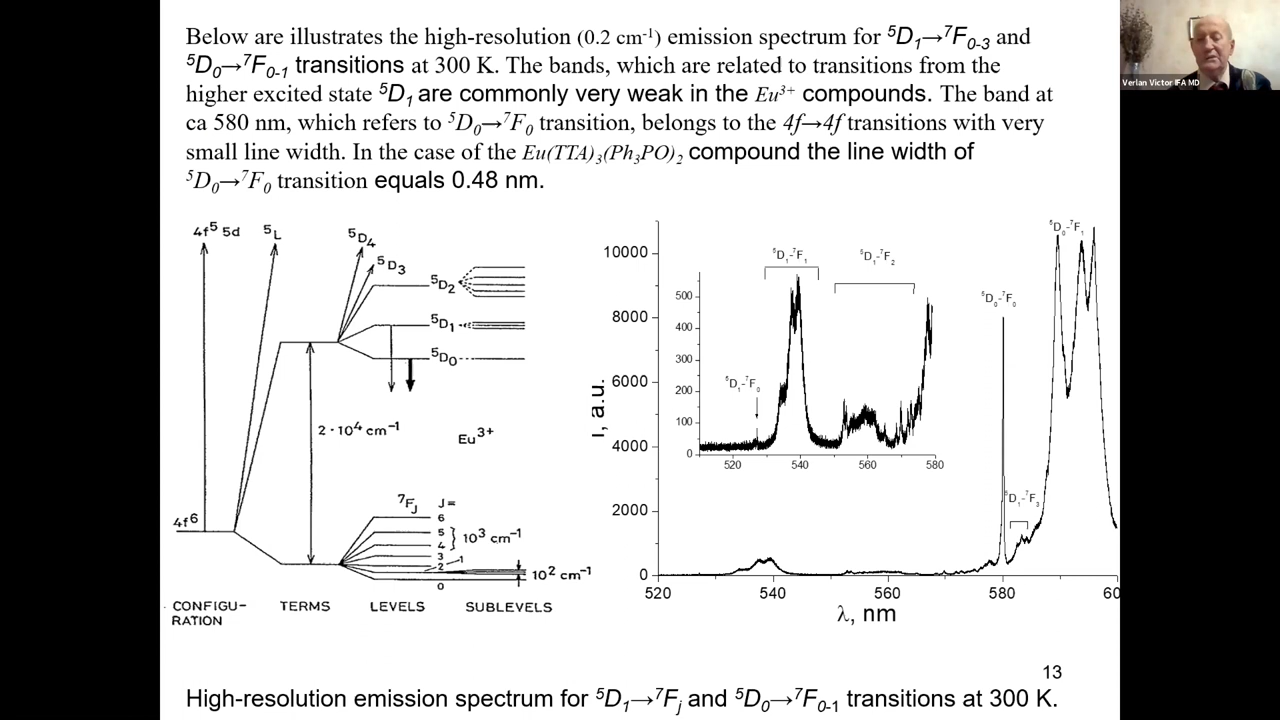 Below are illustrates the high-resolution (0.2 cm⁻¹) emission spectrum for ⁵D₁→⁷F₀₋₃ and
⁵D₀→⁷F₀₋₁ transitions at 300 K. The bands, which are related to transitions from the
higher excited state ⁵D₁ are commonly very weak in the Eu³⁺ compounds. The band at
ca 580 nm, which refers to ⁵D₀→⁷F₀ transition, belongs to the 4f→4f transitions with very
small line width. In the case of the Eu(TTA)₃(Ph₃PO)₂ compound the line width of
⁵D₀→⁷F₀ transition equals 0.48 nm.
Verlan Victor IFA MD
4f⁵ 5d
⁵L
⁵D₄
⁵D₃
⁵D₂
⁵D₁
⁵D₀
2·10⁴ cm⁻¹
Eu³⁺
4f⁶
⁷Fⱼ J=
6
5
4
10³ cm⁻¹
3
2
1
0
10² cm⁻¹
CONFIGU-
RATION
TERMS
LEVELS
SUBLEVELS
I, a.u.
10000
8000
6000
4000
2000
0
520
540
560
580
60
λ, nm
⁵D₀-⁷F₁
⁵D₀-⁷F₀
⁵D₁-⁷F₃
⁵D₁-⁷F₁
⁵D₁-⁷F₂
⁵D₁-⁷F₀
500
400
300
200
100
0
520
540
560
580
13
High-resolution emission spectrum for ⁵D₁→⁷Fⱼ and ⁵D₀→⁷F₀₋₁ transitions at 300 K.